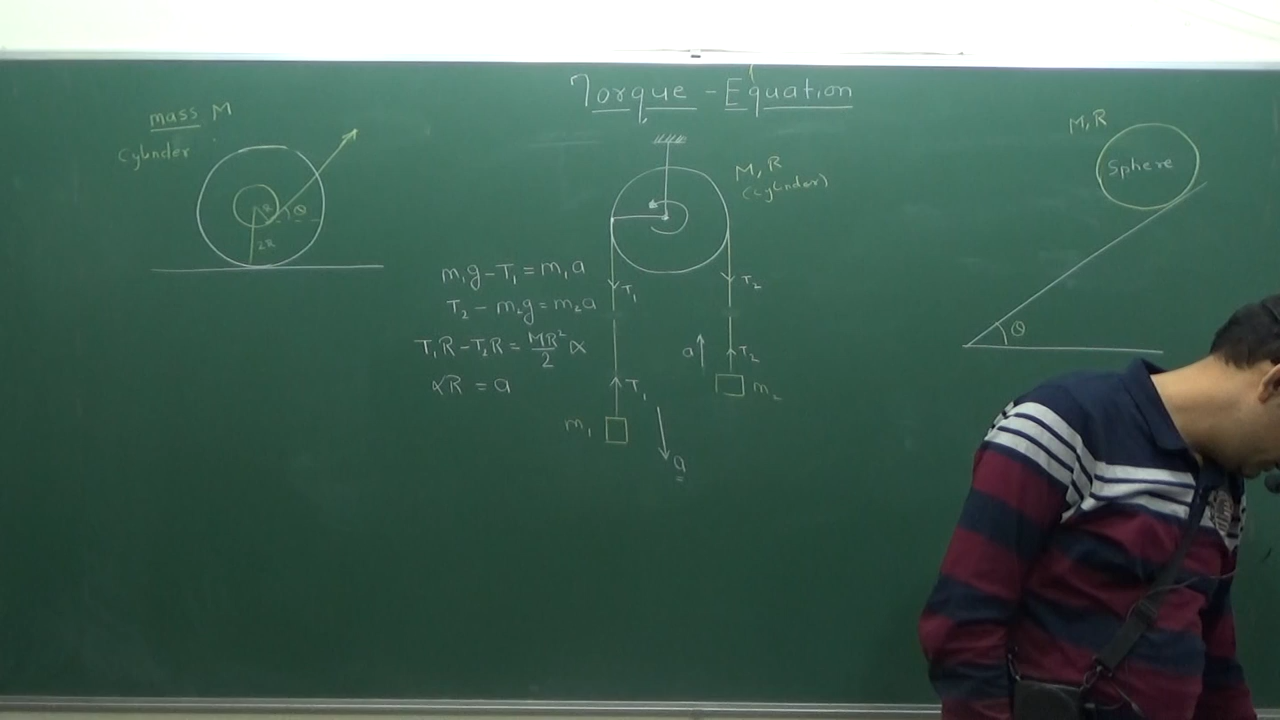 Torque - Equation
mass M
Cylinder
R
θ
2R
M, R
(cylinder)
m₁g - T₁ = m₁a
T₂ - m₂g = m₂a
T₁R - T₂R = MR²/2 α
αR = a
T₁
T₂
a
T₂
m₂
T₁
m₁
a
M, R
Sphere
θ